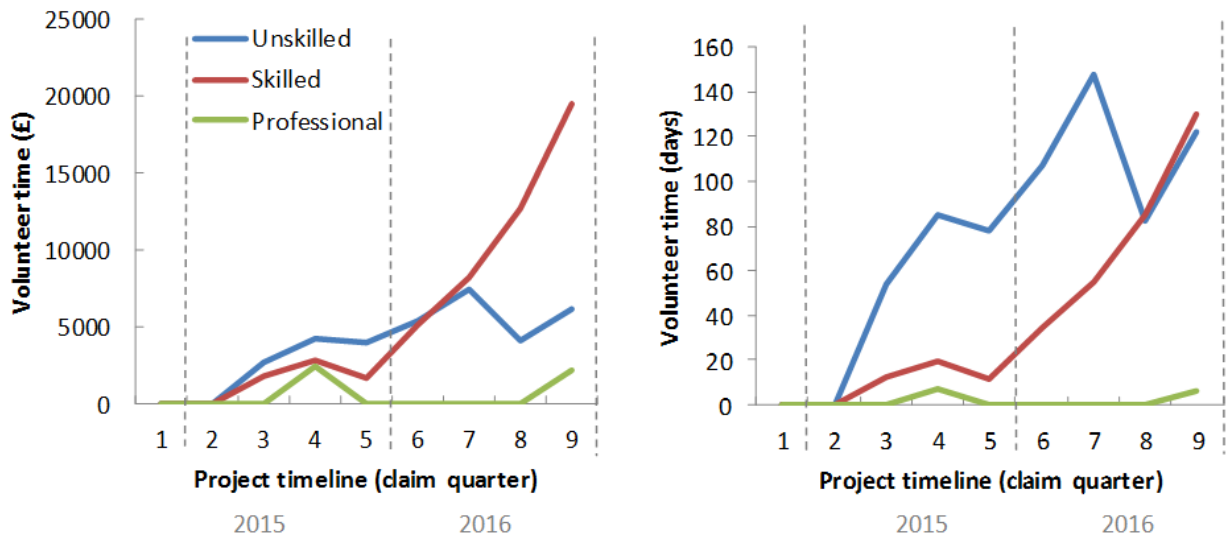 Volunteer time (£)
25000
20000
15000
10000
5000
0
Unskilled
Skilled
Professional
1 2 3 4 5 6 7 8 9
Project timeline (claim quarter)
2015 2016
Volunteer time (days)
160
140
120
100
80
60
40
20
0
1 2 3 4 5 6 7 8 9
Project timeline (claim quarter)
2015 2016